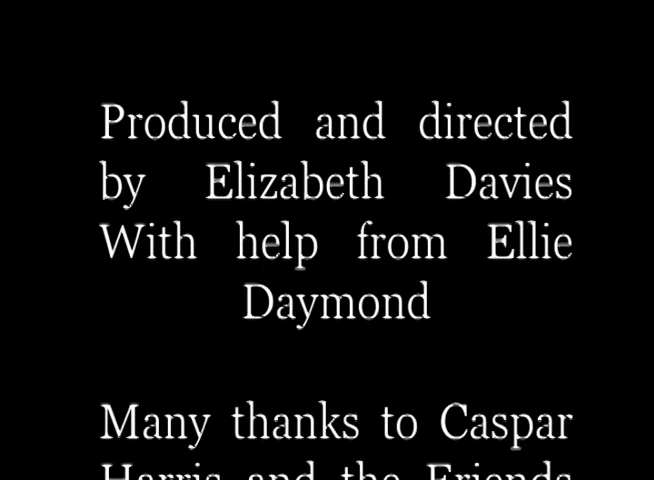 Produced and directed
by Elizabeth Davies
With help from Ellie
Daymond
Many thanks to Caspar
Harris and the Friends